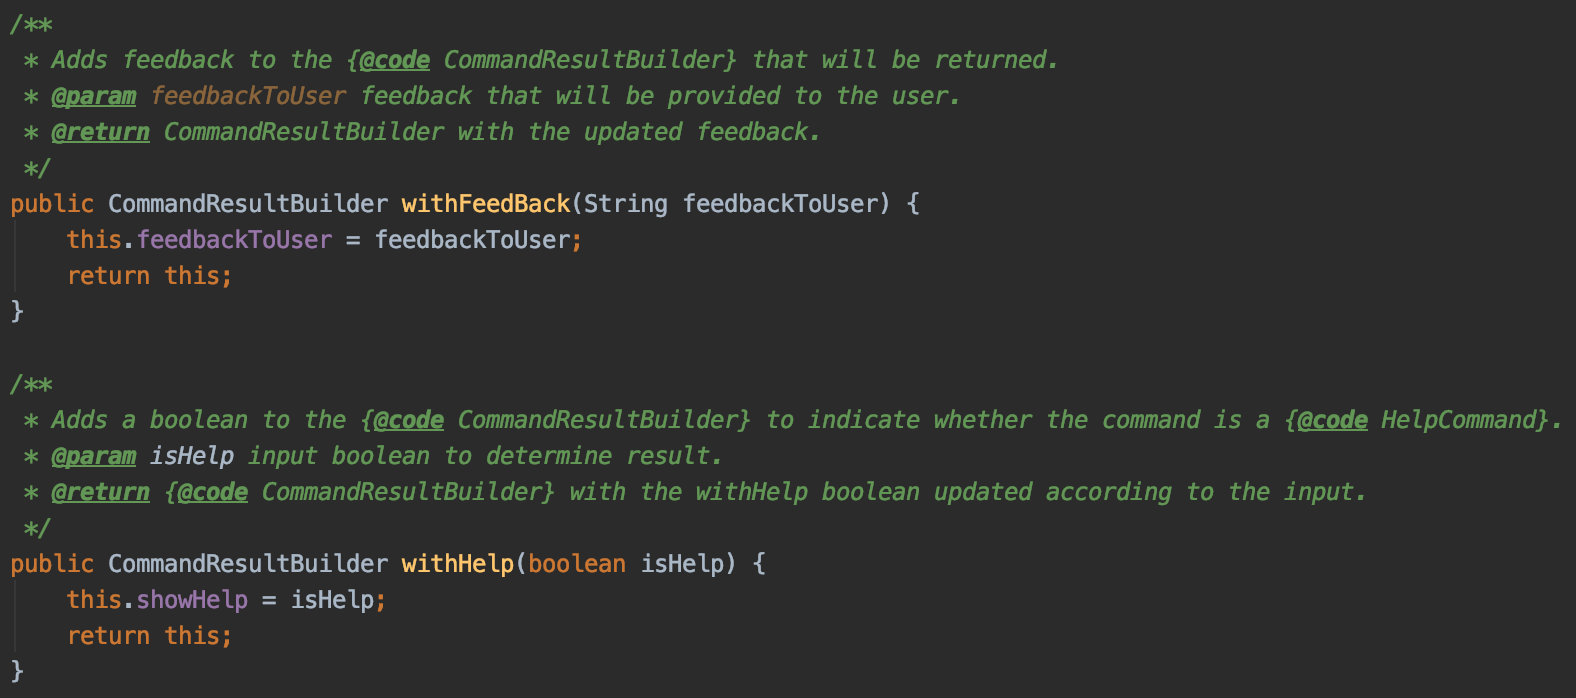 /**
 * Adds feedback to the {@code CommandResultBuilder} that will be returned.
 * @param feedbackToUser feedback that will be provided to the user.
 * @return CommandResultBuilder with the updated feedback.
 */
public CommandResultBuilder withFeedBack(String feedbackToUser) {
    this.feedbackToUser = feedbackToUser;
    return this;
}

/**
 * Adds a boolean to the {@code CommandResultBuilder} to indicate whether the command is a {@code HelpCommand}.
 * @param isHelp input boolean to determine result.
 * @return {@code CommandResultBuilder} with the withHelp boolean updated according to the input.
 */
public CommandResultBuilder withHelp(boolean isHelp) {
    this.showHelp = isHelp;
    return this;
}